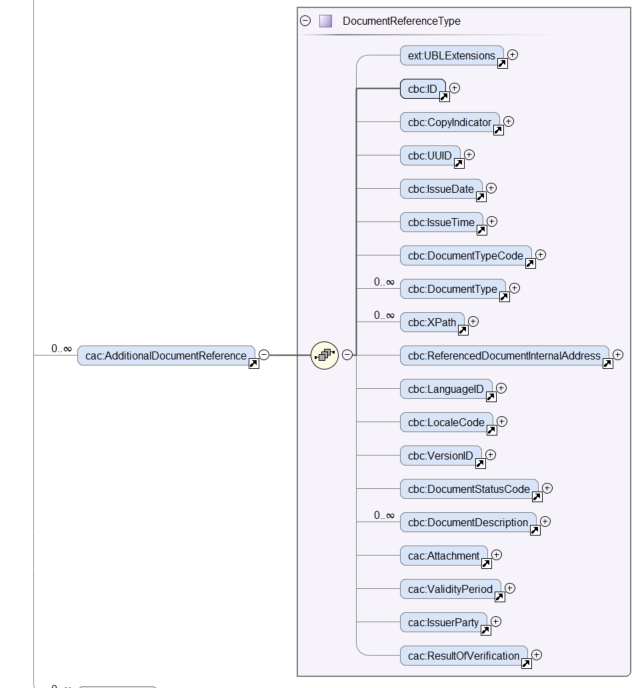 DocumentReferenceType
ext:UBLExtensions
cbc:ID
cbc:CopyIndicator
cbc:UUID
cbc:IssueDate
cbc:IssueTime
cbc:DocumentTypeCode
0..∞ cbc:DocumentType
0..∞ cbc:XPath
0..∞ cac:AdditionalDocumentReference
cbc:ReferencedDocumentInternalAddress
cbc:LanguageID
cbc:LocaleCode
cbc:VersionID
cbc:DocumentStatusCode
0..∞ cbc:DocumentDescription
cac:Attachment
cac:ValidityPeriod
cac:IssuerParty
cac:ResultOfVerification